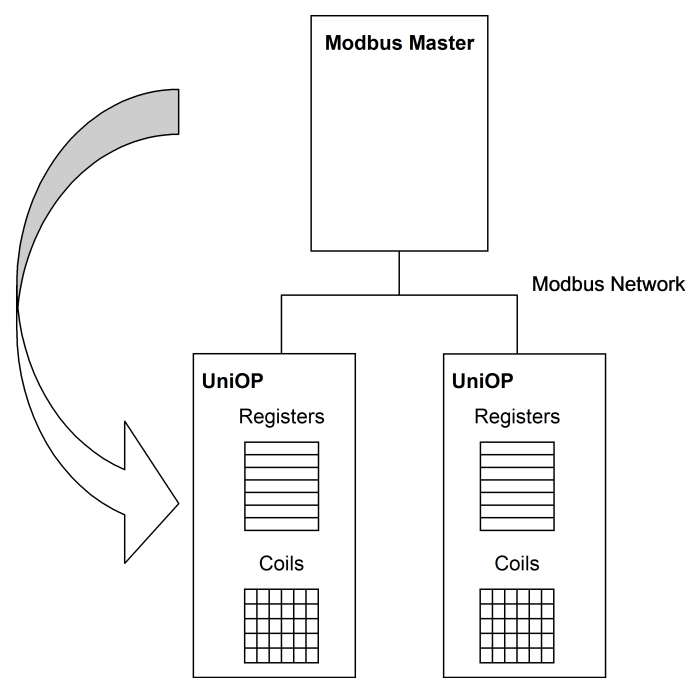 Modbus Master
Modbus Network
UniOP
Registers
Coils
UniOP
Registers
Coils